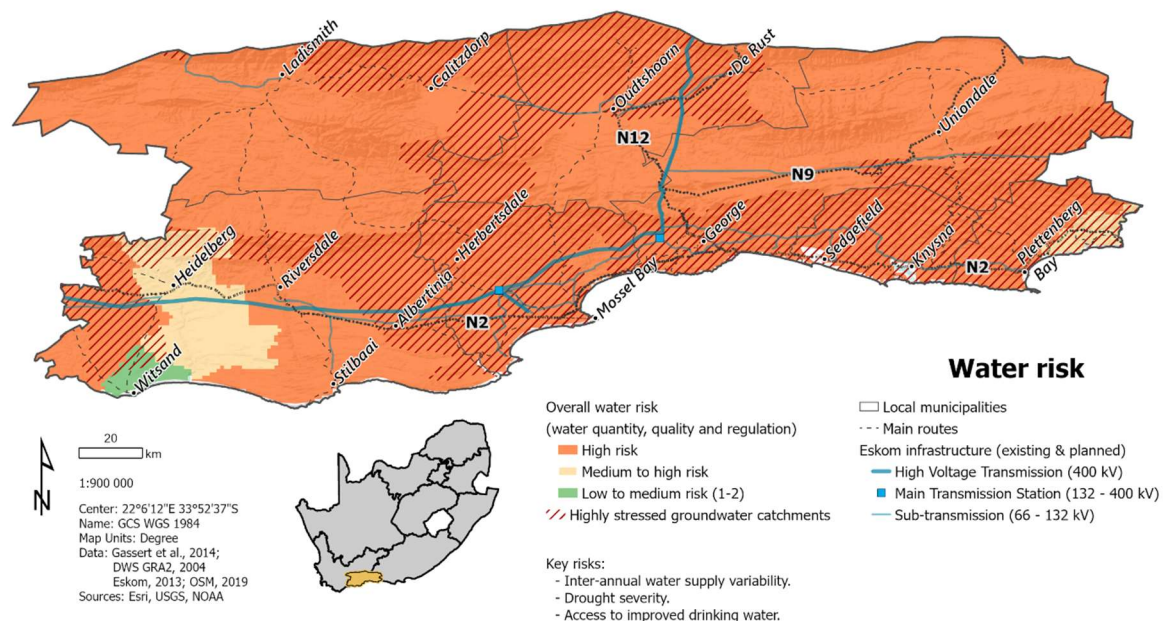 Ladismith
Calitzdorp
Oudtshoorn
De Rust
Uniondale
N12
N9
Heidelberg
Riversdale
Herbertsdale
Albertinia
George
Sedgefield
Knysna
Plettenberg
Bay
N2
Mossel Bay
N2
Witsand
Stilbaai
Water risk
20
km
N
1:900 000
Center: 22°6'12"E 33°52'37"S
Name: GCS WGS 1984
Map Units: Degree
Data: Gassert et al., 2014;
DWS GRA2, 2004
Eskom, 2013; OSM, 2019
Sources: Esri, USGS, NOAA
Overall water risk
(water quantity, quality and regulation)
High risk
Medium to high risk
Low to medium risk (1-2)
Highly stressed groundwater catchments
Key risks:
- Inter-annual water supply variability.
- Drought severity.
- Access to improved drinking water.
Local municipalities
Main routes
Eskom infrastructure (existing & planned)
High Voltage Transmission (400 kV)
Main Transmission Station (132 - 400 kV)
Sub-transmission (66 - 132 kV)